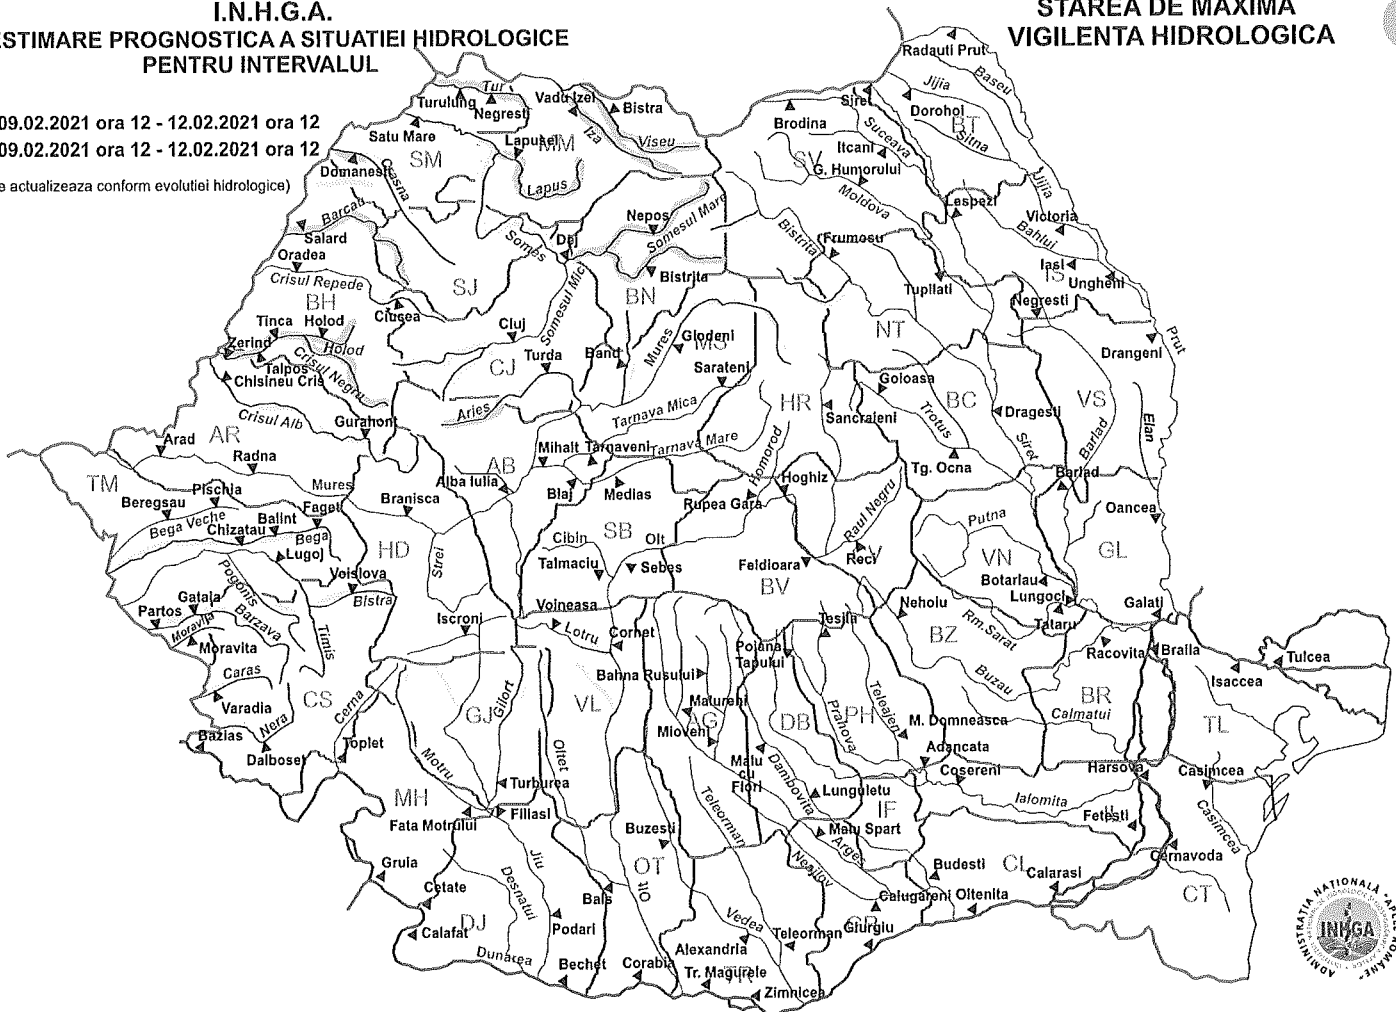 I.N.H.G.A.
ESTIMARE PROGNOSTICA A SITUATIEI HIDROLOGICE
PENTRU INTERVALUL
STAREA DE MAXIMA
VIGILENTA HIDROLOGICA
09.02.2021 ora 12 - 12.02.2021 ora 12
09.02.2021 ora 12 - 12.02.2021 ora 12
e actualizeaza conform evolutiei hidrologice)
Radauti Prut
Baseu
Jijia
Siret
Dorohoi
BT
Sitna
Tur
Turulung
Negresti
Vadu Izei
Bistra
Satu Mare
Lapusel
MM
Iza
Viseu
Brodina
Suceava
Itcani
SV
G. Humorului
SM
Domanesti
Crasna
Lapus
Moldova
Lespezi
Jijia
Victoria
Barcau
Salard
Nepos
Somesul Mare
Bahlui
Oradea
Somes
Dej
Bistrita
Frumosu
Iasi
IS
Ungheni
Crisul Repede
BH
SJ
Bistrita
BN
Tupilati
Negresti
Ciucea
Somesul Mic
Tinca
Holod
Cluj
NT
Prut
Zerind
Holod
Mures
Glodeni
MS
Drangeni
Talpos
Crisul Negru
Turda
Band
Chisineu Cris
CJ
Sarateni
Goloasa
BC
VS
Crisul Alb
Gurahont
Aries
Tarnava Mica
HR
Sancraieni
Trotus
Dragesti
Barlad
Elan
Arad
AR
Mihalt
Tarnaveni
Tarnava Mare
Homorod
Siret
Radna
AB
Tg. Ocna
Barlad
TM
Mures
Alba Iulia
Blaj
Medias
Hoghiz
Pischia
Branisca
Rupea Gara
Beregsau
Faget
Raul Negru
Putna
Oancea
Bega Veche
Balint
SB
Chizatau
Bega
HD
Cibin
Olt
VN
GL
Lugoj
Strei
Talmaciu
Sebes
Feldioara
Reci
BV
Botarlau
Voislova
Lungoci
Pogonis
Gataia
Bistra
Voineasa
Neholu
Galati
Partos
Barzava
Iscroni
Lotru
Tesila
BZ
Rm.Sarat
Tataru
Moravita
Moravita
Timis
Cornet
Pojana
Tapului
Racovita
Braila
Tulcea
Caras
Bahna Rusului
Isaccea
CS
Cerna
GJ
Gilort
VL
Buzau
BR
Varadia
Matureni
Teleajen
Calmatui
TL
Nera
AG
DB
Prahova
PH
M. Domneasca
Bazias
Toplet
Mioveni
Dalboset
Motru
Oltet
Malu
cu
Flori
Adancata
Harsova
Casimcea
Dambovita
Cosereni
Turburea
MH
Lunguletu
Ialomita
Teleorman
IF
Fata Motrului
Filiasi
Buzesti
Malu Spart
Fetesti
Casimcea
Gruia
Jiu
OT
Arges
Cernavoda
Desnatui
Neajlov
Budesti
CL
Calarasi
Cetate
Olt
CT
Bals
Calugareni
Oltenita
DJ
Calafat
Podari
Vedea
Teleorman
Giurgiu
Dunarea
Alexandria
Bechet
Corabia
Tr. Magurele
Zimnicea
ADMINISTRATIA NATIONALĂ "APELE ROMÂNE"
INHGA